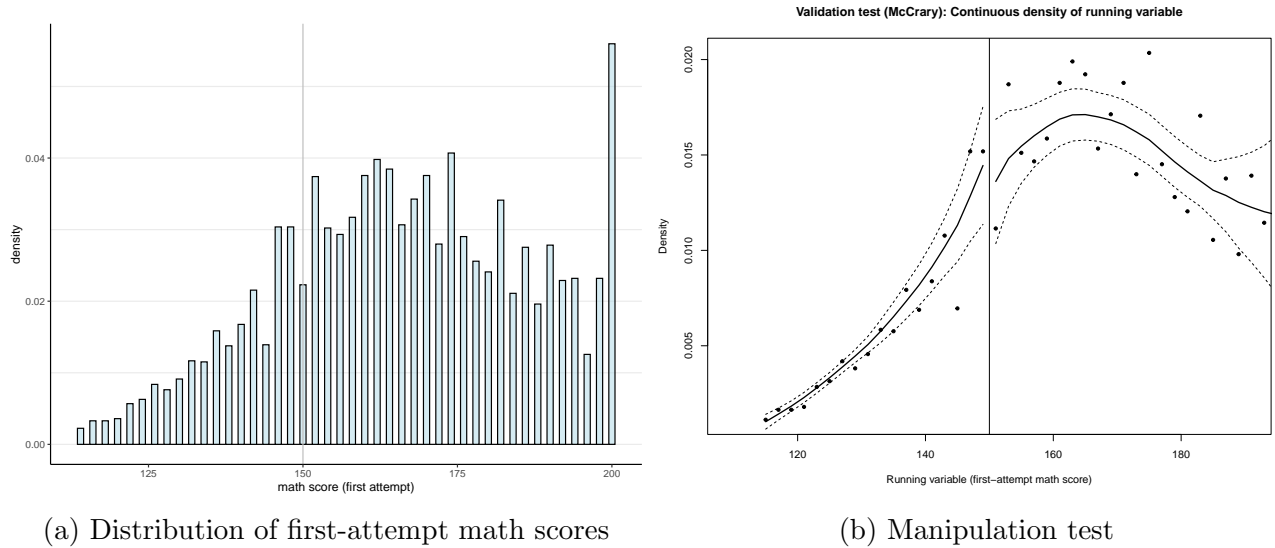 Validation test (McCrary): Continuous density of running variable
density
0.04
0.02
0.00
125
150
175
200
math score (first attempt)
Density
0.020
0.015
0.010
0.005
120
140
160
180
Running variable (first−attempt math score)
(a) Distribution of first-attempt math scores
(b) Manipulation test